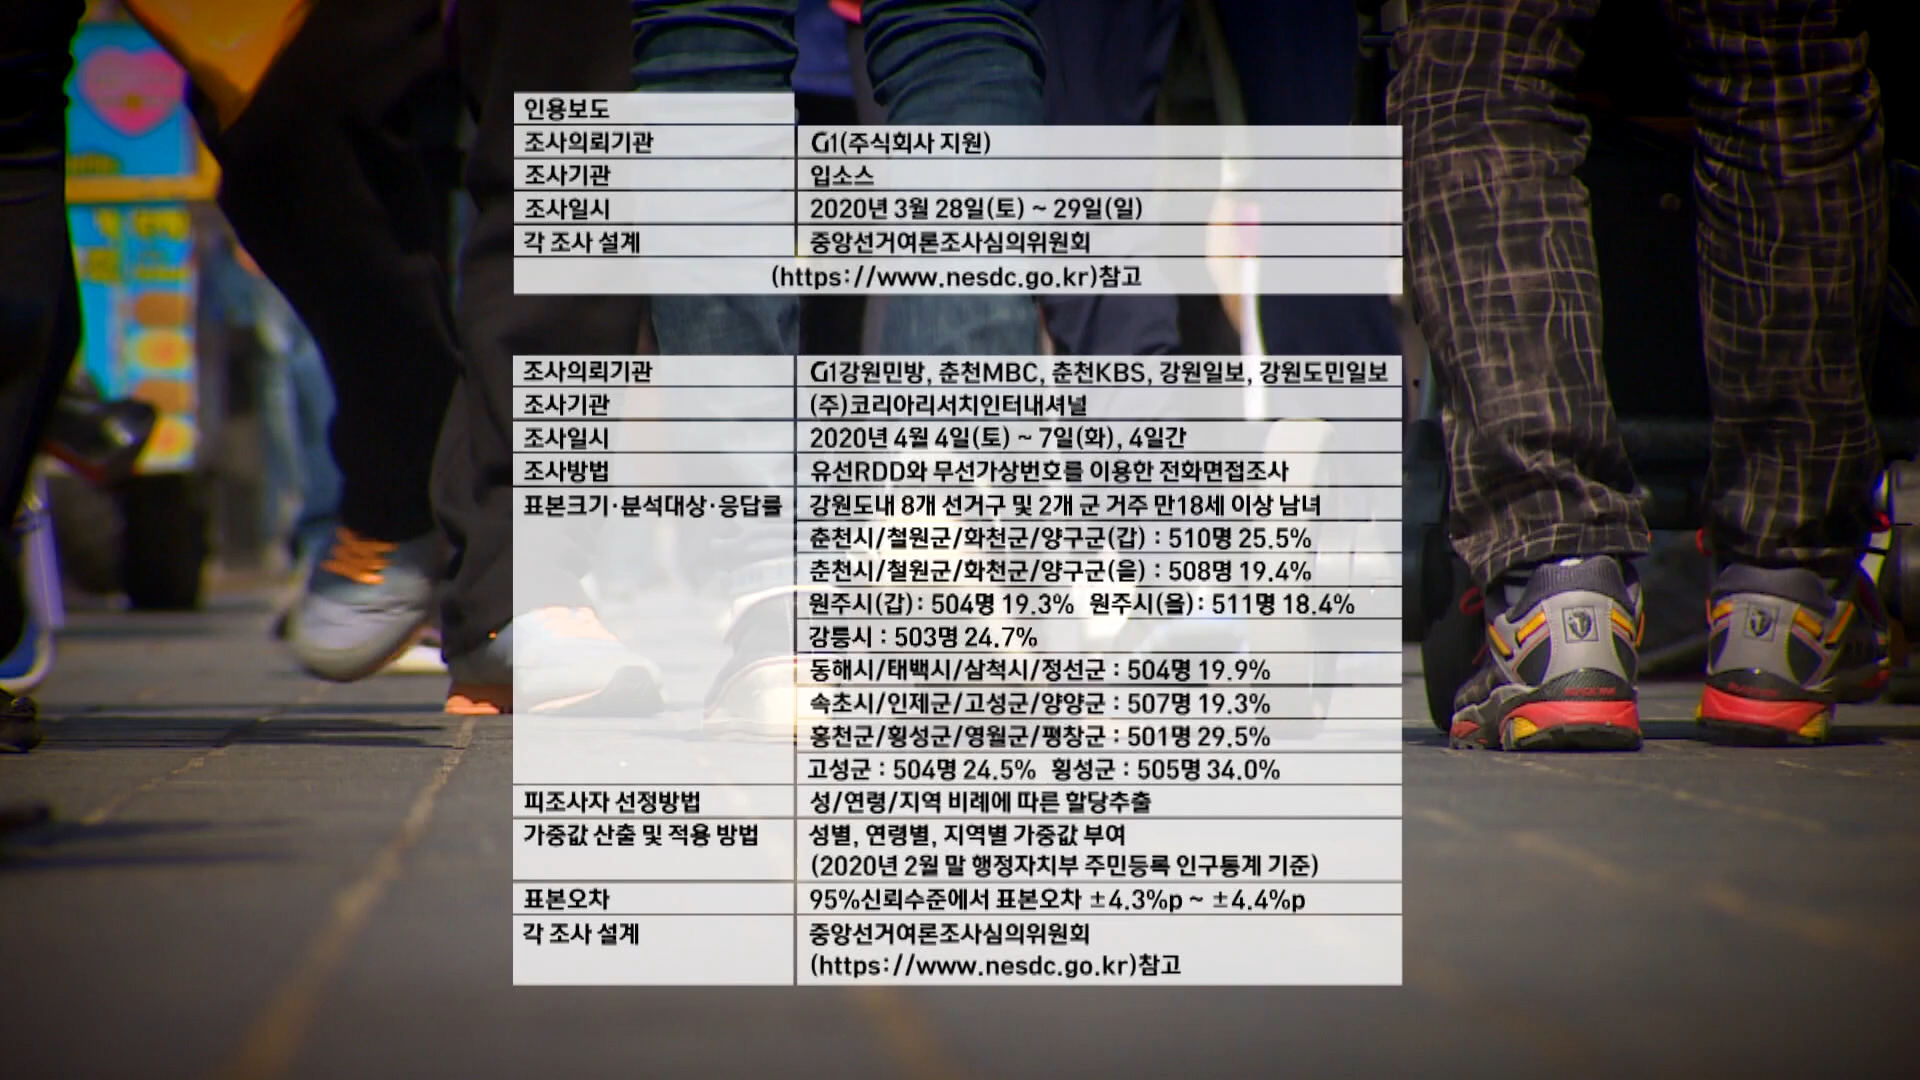 인용보도
조사의뢰기관 G1(주식회사 지원)
조사기관 입소스
조사일시 2020년 3월 28일(토) ~ 29일(일)
각 조사 설계 중앙선거여론조사심의위원회
(https://www.nesdc.go.kr)참고
조사의뢰기관 G1강원민방, 춘천MBC, 춘천KBS, 강원일보, 강원도민일보
조사기관 (주)코리아리서치인터내셔널
조사일시 2020년 4월 4일(토) ~ 7일(화), 4일간
조사방법 유선RDD와 무선가상번호를 이용한 전화면접조사
표본크기·분석대상·응답률 강원도내 8개 선거구 및 2개 군 거주 만18세 이상 남녀
춘천시/철원군/화천군/양구군(갑) : 510명 25.5%
춘천시/철원군/화천군/양구군(을) : 508명 19.4%
원주시(갑) : 504명 19.3% 원주시(을) : 511명 18.4%
강릉시 : 503명 24.7%
동해시/태백시/삼척시/정선군 : 504명 19.9%
속초시/인제군/고성군/양양군 : 507명 19.3%
홍천군/횡성군/영월군/평창군 : 501명 29.5%
고성군 : 504명 24.5% 횡성군 : 505명 34.0%
피조사자 선정방법 성/연령/지역 비례에 따른 할당추출
가중값 산출 및 적용 방법 성별, 연령별, 지역별 가중값 부여
(2020년 2월 말 행정자치부 주민등록 인구통계 기준)
표본오차 95%신뢰수준에서 표본오차 ±4.3%p ~ ±4.4%p
각 조사 설계 중앙선거여론조사심의위원회
(https://www.nesdc.go.kr)참고